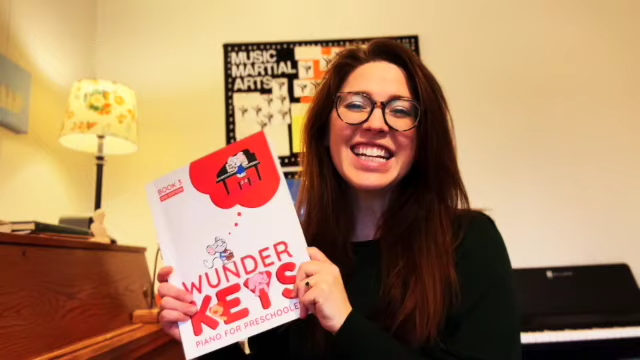 MUSIC
MARTIAL
ARTS
BOOK 1
WUNDER
KEYS
PIANO FOR PRESCHOOLE